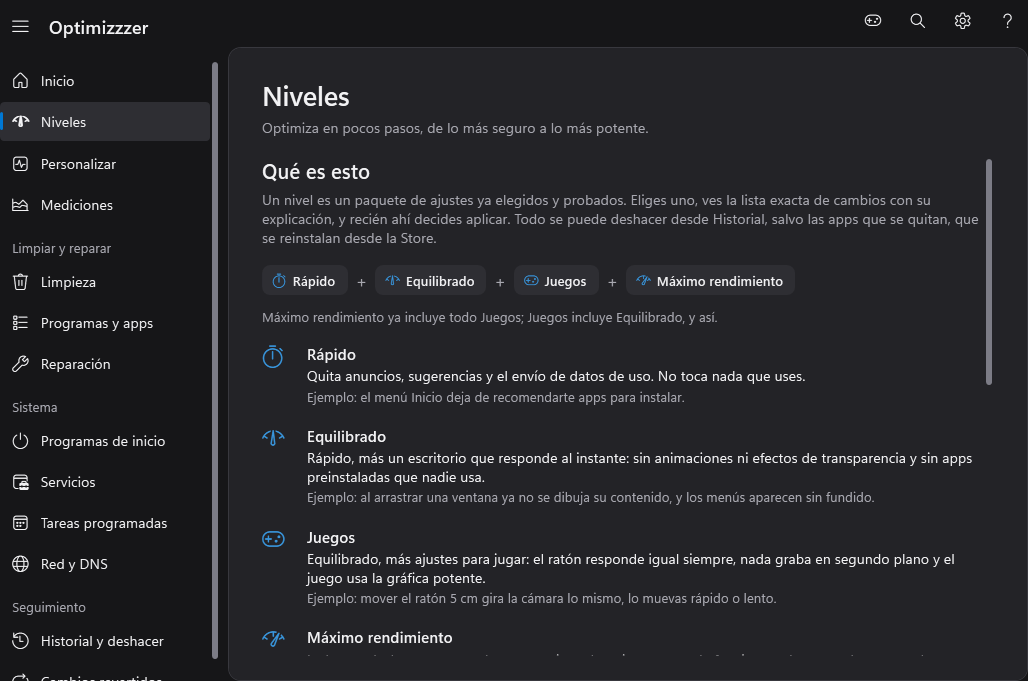 Optimizzzer
Inicio
Niveles
Personalizar
Mediciones
Limpiar y reparar
Limpieza
Programas y apps
Reparación
Sistema
Programas de inicio
Servicios
Tareas programadas
Red y DNS
Seguimiento
Historial y deshacer
Niveles
Optimiza en pocos pasos, de lo más seguro a lo más potente.
Qué es esto
Un nivel es un paquete de ajustes ya elegidos y probados. Eliges uno, ves la lista exacta de cambios con su
explicación, y recién ahí decides aplicar. Todo se puede deshacer desde Historial, salvo las apps que se quitan, que
se reinstalan desde la Store.
Rápido + Equilibrado + Juegos + Máximo rendimiento
Máximo rendimiento ya incluye todo Juegos; Juegos incluye Equilibrado, y así.
Rápido
Quita anuncios, sugerencias y el envío de datos de uso. No toca nada que uses.
Ejemplo: el menú Inicio deja de recomendarte apps para instalar.
Equilibrado
Rápido, más un escritorio que responde al instante: sin animaciones ni efectos de transparencia y sin apps
preinstaladas que nadie usa.
Ejemplo: al arrastrar una ventana ya no se dibuja su contenido, y los menús aparecen sin fundido.
Juegos
Equilibrado, más ajustes para jugar: el ratón responde igual siempre, nada graba en segundo plano y el
juego usa la gráfica potente.
Ejemplo: mover el ratón 5 cm gira la cámara lo mismo, lo muevas rápido o lento.
Máximo rendimiento